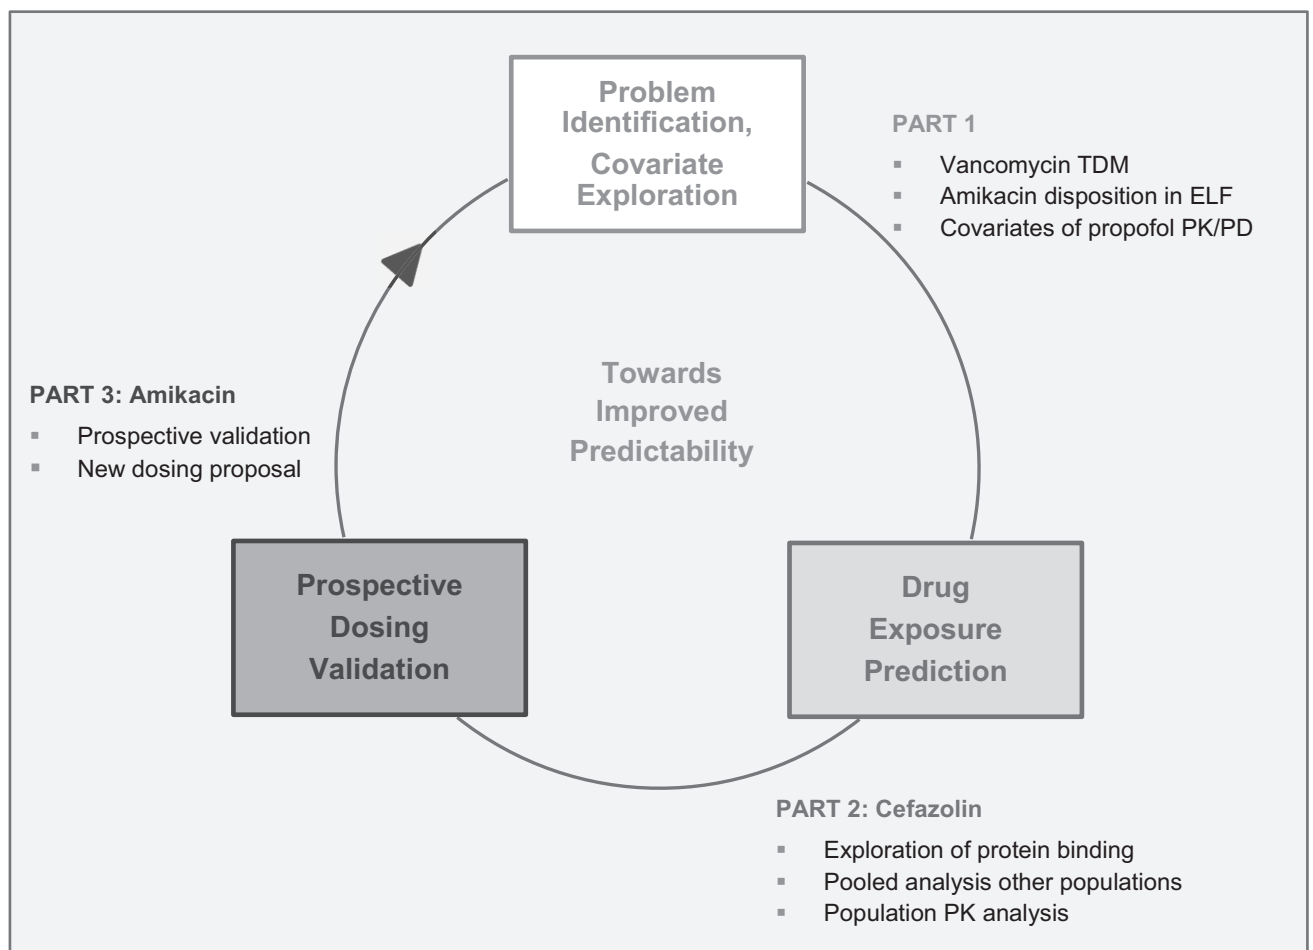 Problem
Identification,
Covariate
Exploration
PART 1
▪ Vancomycin TDM
▪ Amikacin disposition in ELF
▪ Covariates of propofol PK/PD
Towards
Improved
Predictability
PART 3: Amikacin
▪ Prospective validation
▪ New dosing proposal
Prospective
Dosing
Validation
Drug
Exposure
Prediction
PART 2: Cefazolin
▪ Exploration of protein binding
▪ Pooled analysis other populations
▪ Population PK analysis